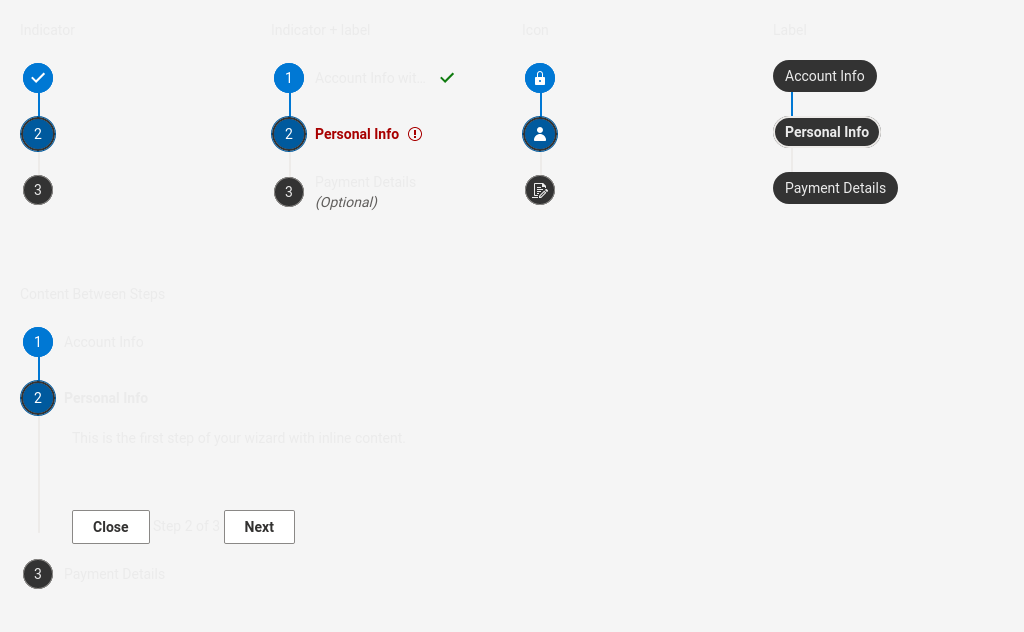 Indicator
Indicator + label
Icon
Label
1
Account Info wit...
Account Info
2
2
Personal Info
Personal Info
3
3
Payment Details
(Optional)
Payment Details
Content Between Steps
1
Account Info
2
Personal Info
This is the first step of your wizard with inline content.
Close
Step 2 of 3
Next
3
Payment Details